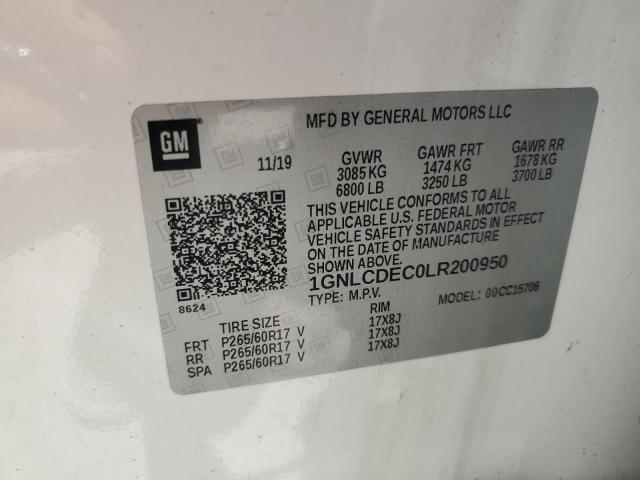 MFD BY GENERAL MOTORS LLC
GM
11/19
GVWR GAWR FRT GAWR RR
3085 KG 1474 KG 1678 KG
6800 LB 3250 LB 3700 LB
THIS VEHICLE CONFORMS TO ALL
APPLICABLE U.S. FEDERAL MOTOR
VEHICLE SAFETY STANDARDS IN EFFECT
ON THE DATE OF MANUFACTURE
SHOWN ABOVE.
1GNLCDEC0LR200950
8624
TYPE: M.P.V. MODEL: 00CC15706
TIRE SIZE RIM
FRT P265/60R17 V 17X8J
RR P265/60R17 V 17X8J
SPA P265/60R17 V 17X8J